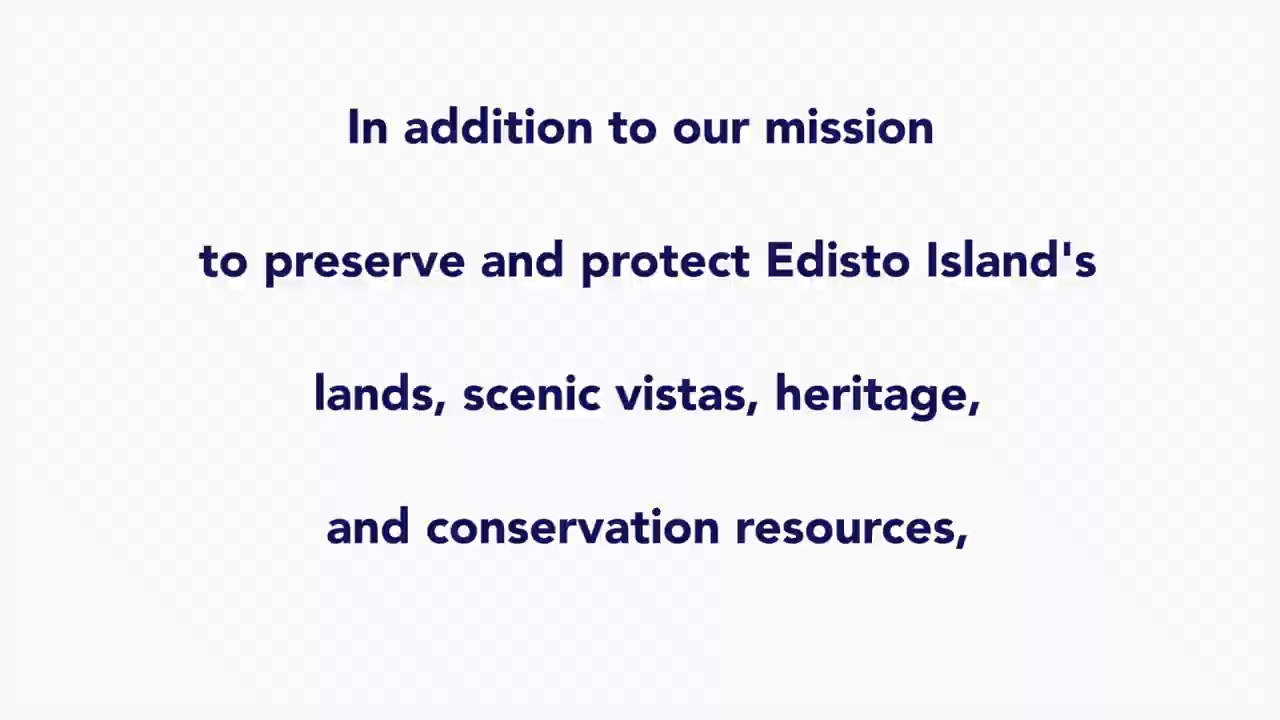 In addition to our mission
to preserve and protect Edisto Island's
lands, scenic vistas, heritage,
and conservation resources,